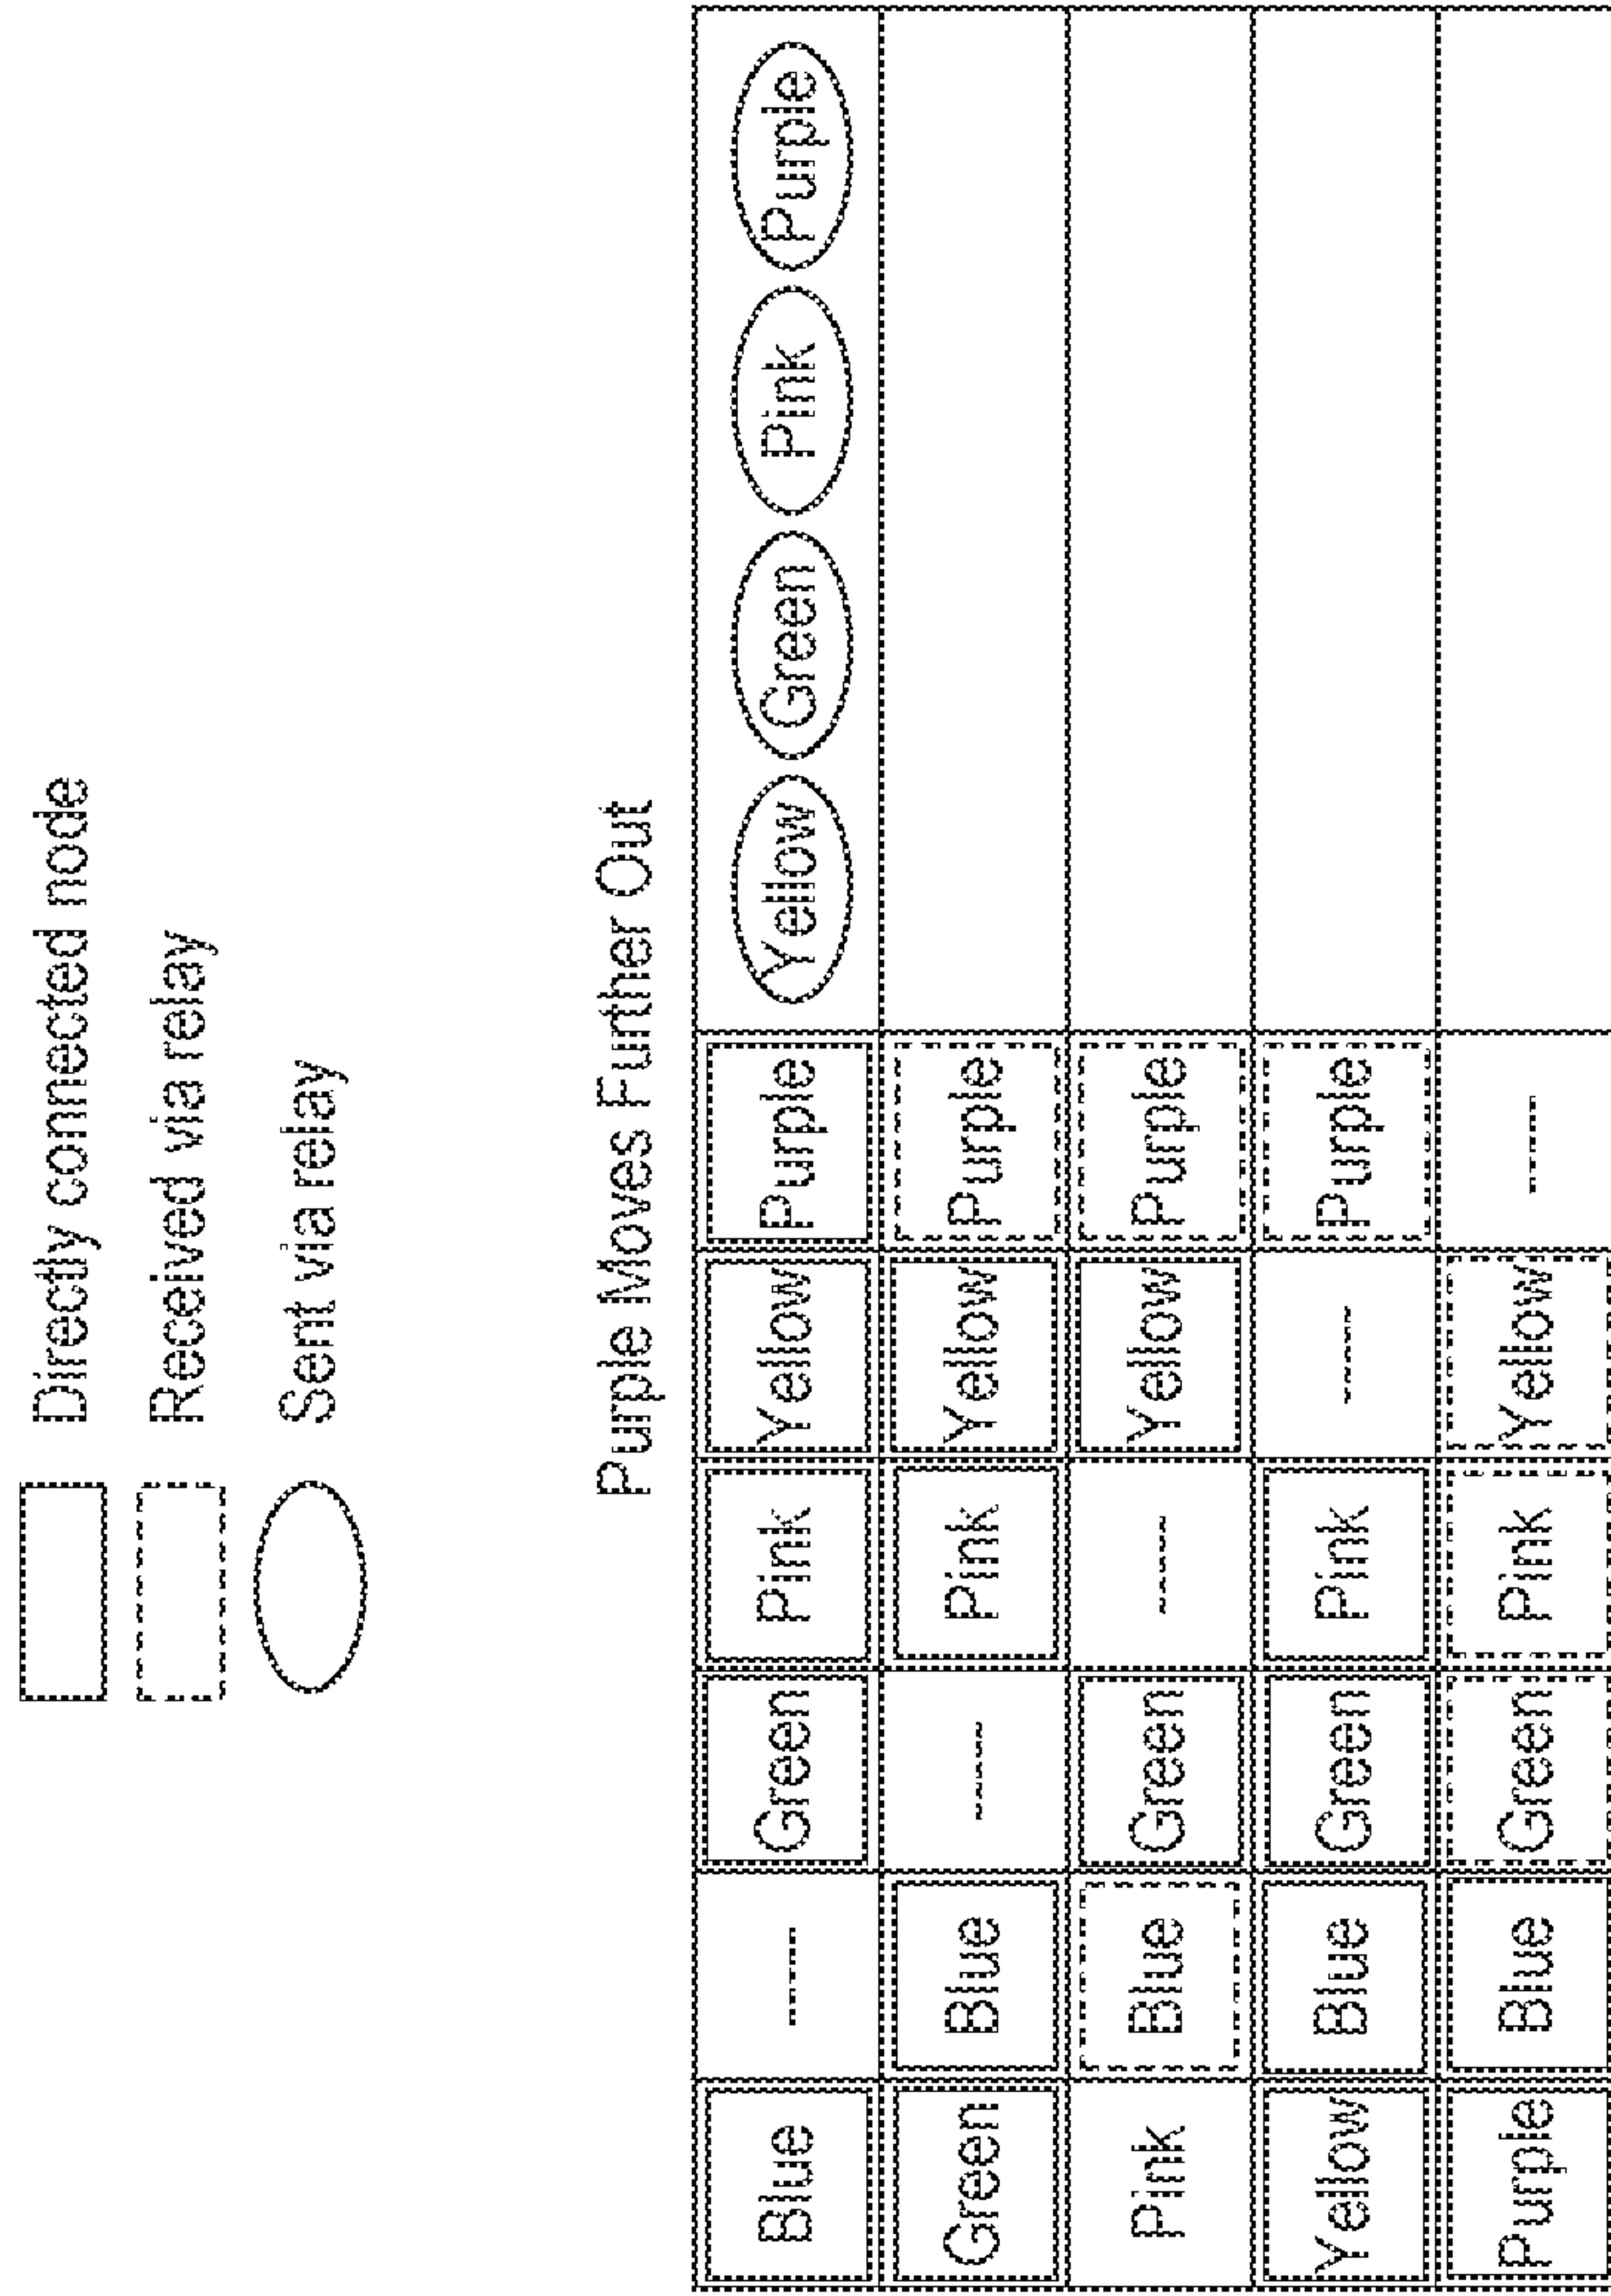 Directly connected node
Received via relay
Sent via relay
Purple Moves Further Out
Blue ----- Green Pink Yellow Purple Yellow Green Pink Purple
Green Blue ----- Pink Yellow Purple
Pink Blue Green ----- Yellow Purple
Yellow Blue Green Pink ----- Purple
Purple Blue Green Pink Yellow -----